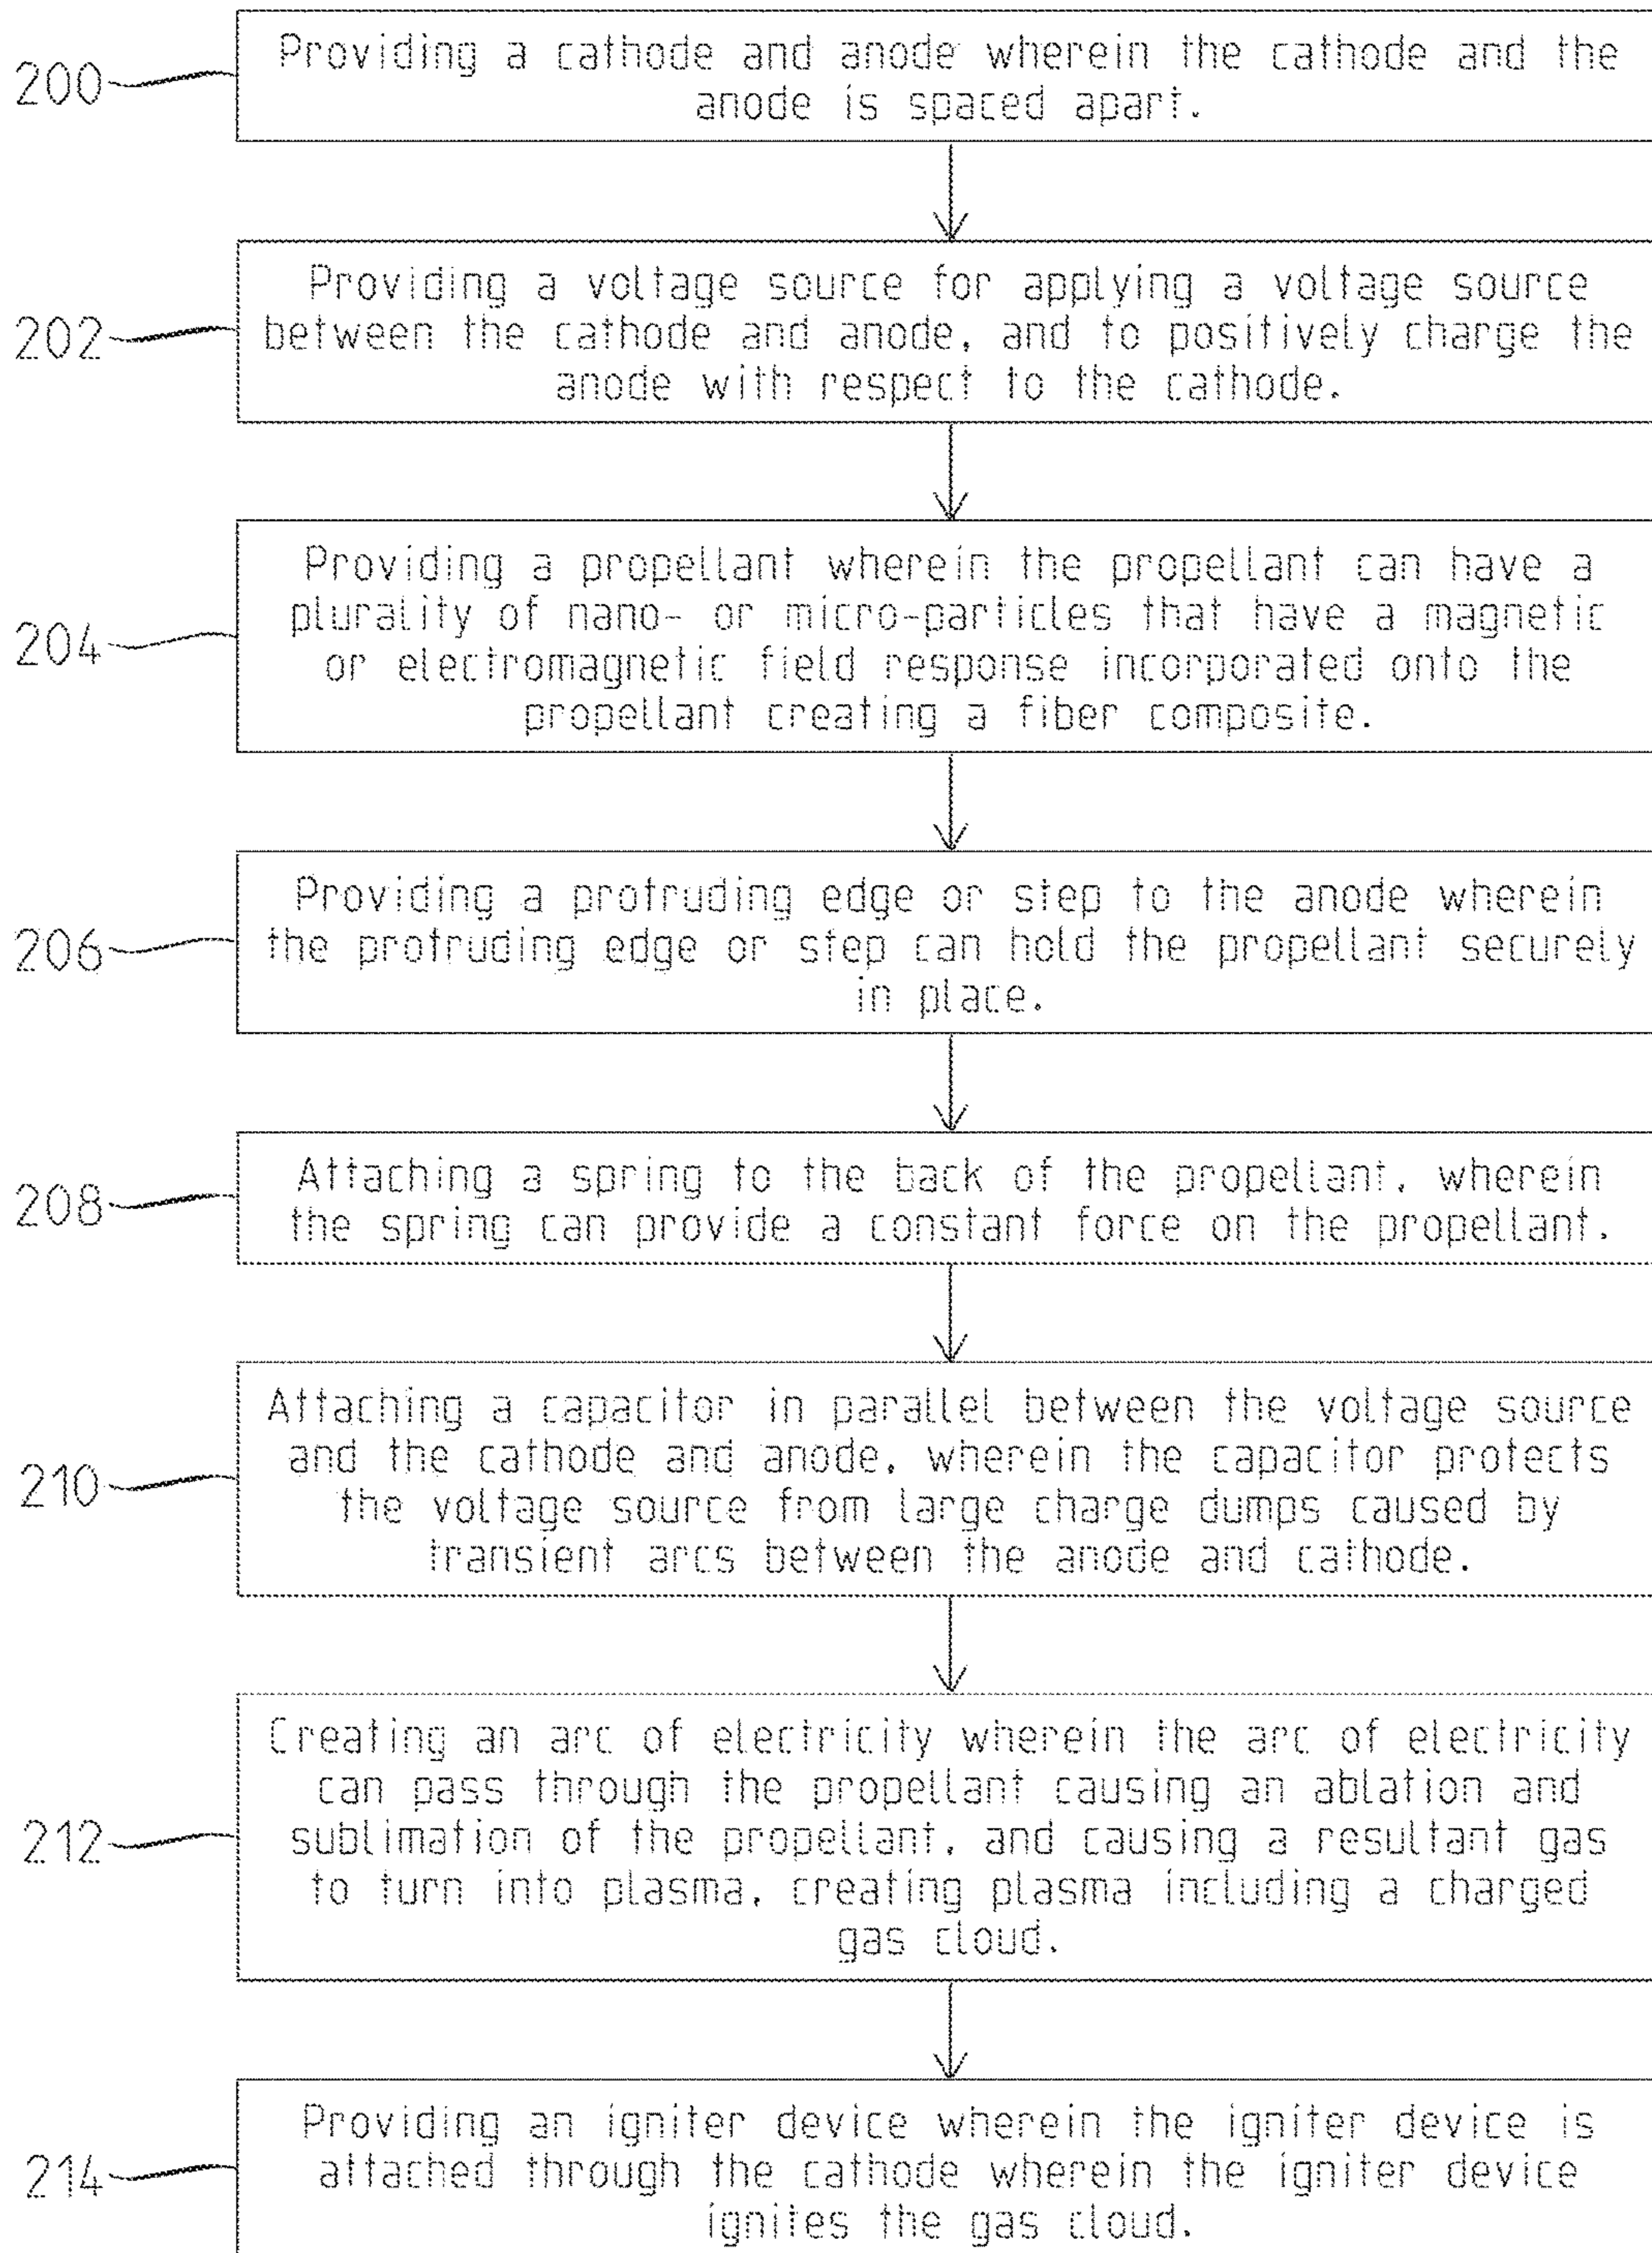 200
Providing a cathode and anode wherein the cathode and the
anode is spaced apart.
202
Providing a voltage source for applying a voltage source
between the cathode and anode, and to positively charge the
anode with respect to the cathode.
204
Providing a propellant wherein the propellant can have a
plurality of nano- or micro-particles that have a magnetic
or electromagnetic field response incorporated onto the
propellant creating a fiber composite.
206
Providing a protruding edge or step to the anode wherein
the protruding edge or step can hold the propellant securely
in place.
208
Attaching a spring to the back of the propellant, wherein
the spring can provide a constant force on the propellant.
210
Attaching a capacitor in parallel between the voltage source
and the cathode and anode, wherein the capacitor protects
the voltage source from large charge dumps caused by
transient arcs between the anode and cathode.
212
Creating an arc of electricity wherein the arc of electricity
can pass through the propellant causing an ablation and
sublimation of the propellant, and causing a resultant gas
to turn into plasma, creating plasma including a charged
gas cloud.
214
Providing an igniter device wherein the igniter device is
attached through the cathode wherein the igniter device
ignites the gas cloud.